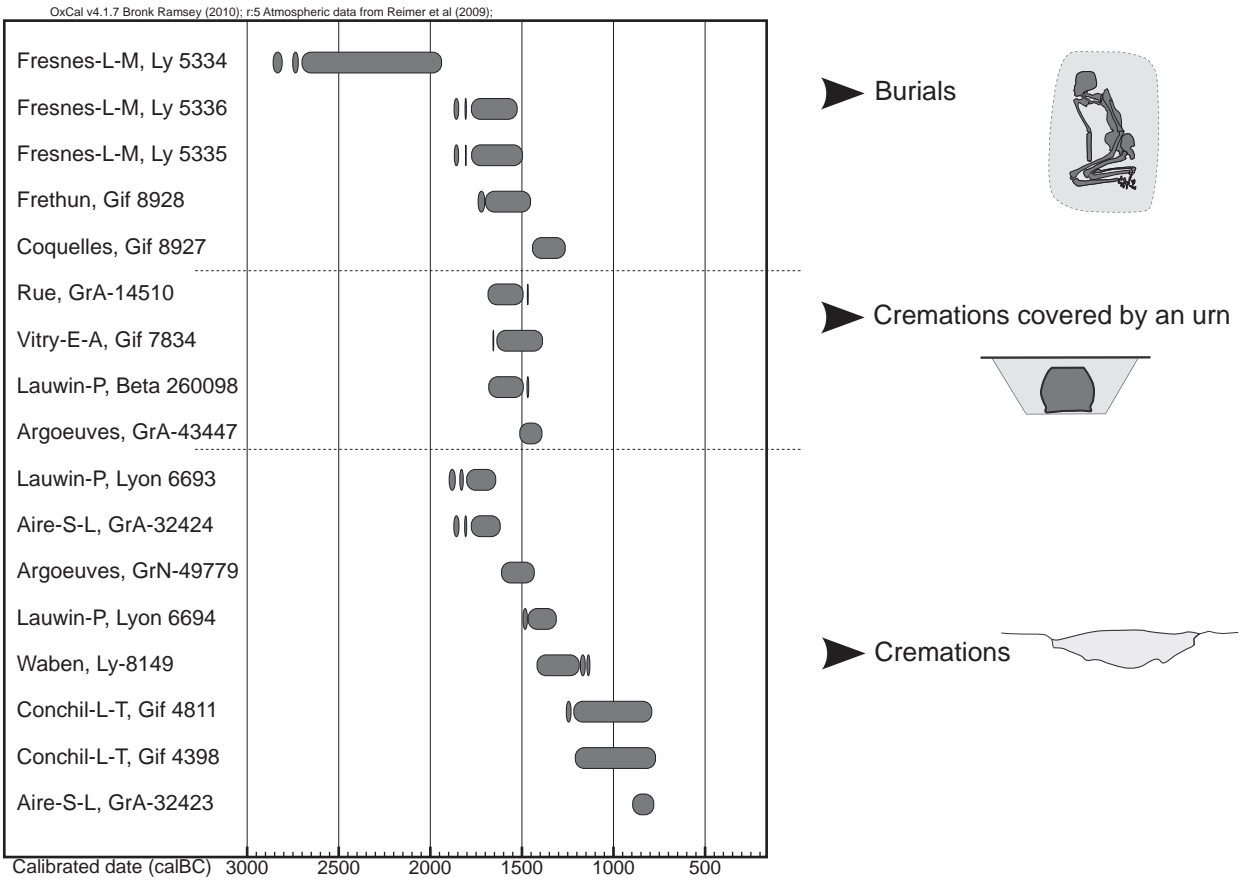 OxCal v4.1.7 Bronk Ramsey (2010); r:5 Atmospheric data from Reimer et al (2009);
Fresnes-L-M, Ly 5334
Fresnes-L-M, Ly 5336
Fresnes-L-M, Ly 5335
Frethun, Gif 8928
Coquelles, Gif 8927
Burials
Rue, GrA-14510
Vitry-E-A, Gif 7834
Lauwin-P, Beta 260098
Argoeuves, GrA-43447
Cremations covered by an urn
Lauwin-P, Lyon 6693
Aire-S-L, GrA-32424
Argoeuves, GrN-49779
Lauwin-P, Lyon 6694
Waben, Ly-8149
Conchil-L-T, Gif 4811
Conchil-L-T, Gif 4398
Aire-S-L, GrA-32423
Cremations
Calibrated date (calBC) 3000 2500 2000 1500 1000 500